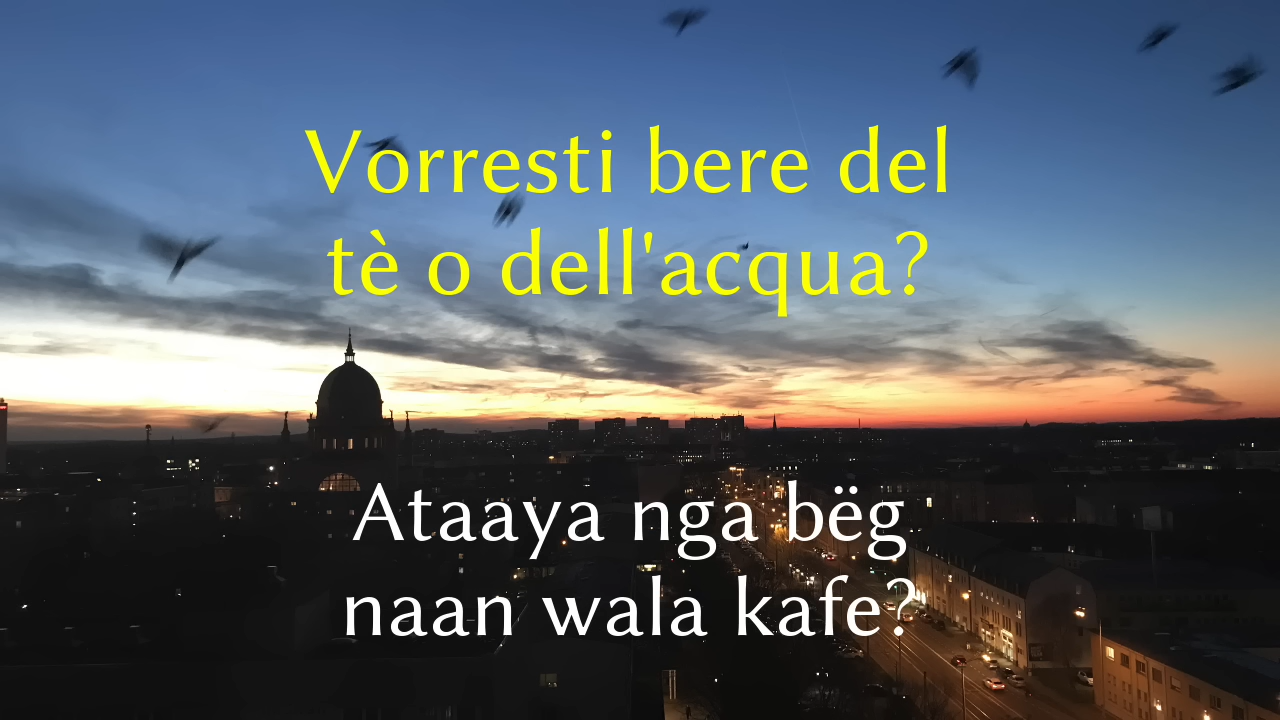 Vorresti bere del
tè o dell'acqua?
Ataaya nga bëg
naan wala kafe?